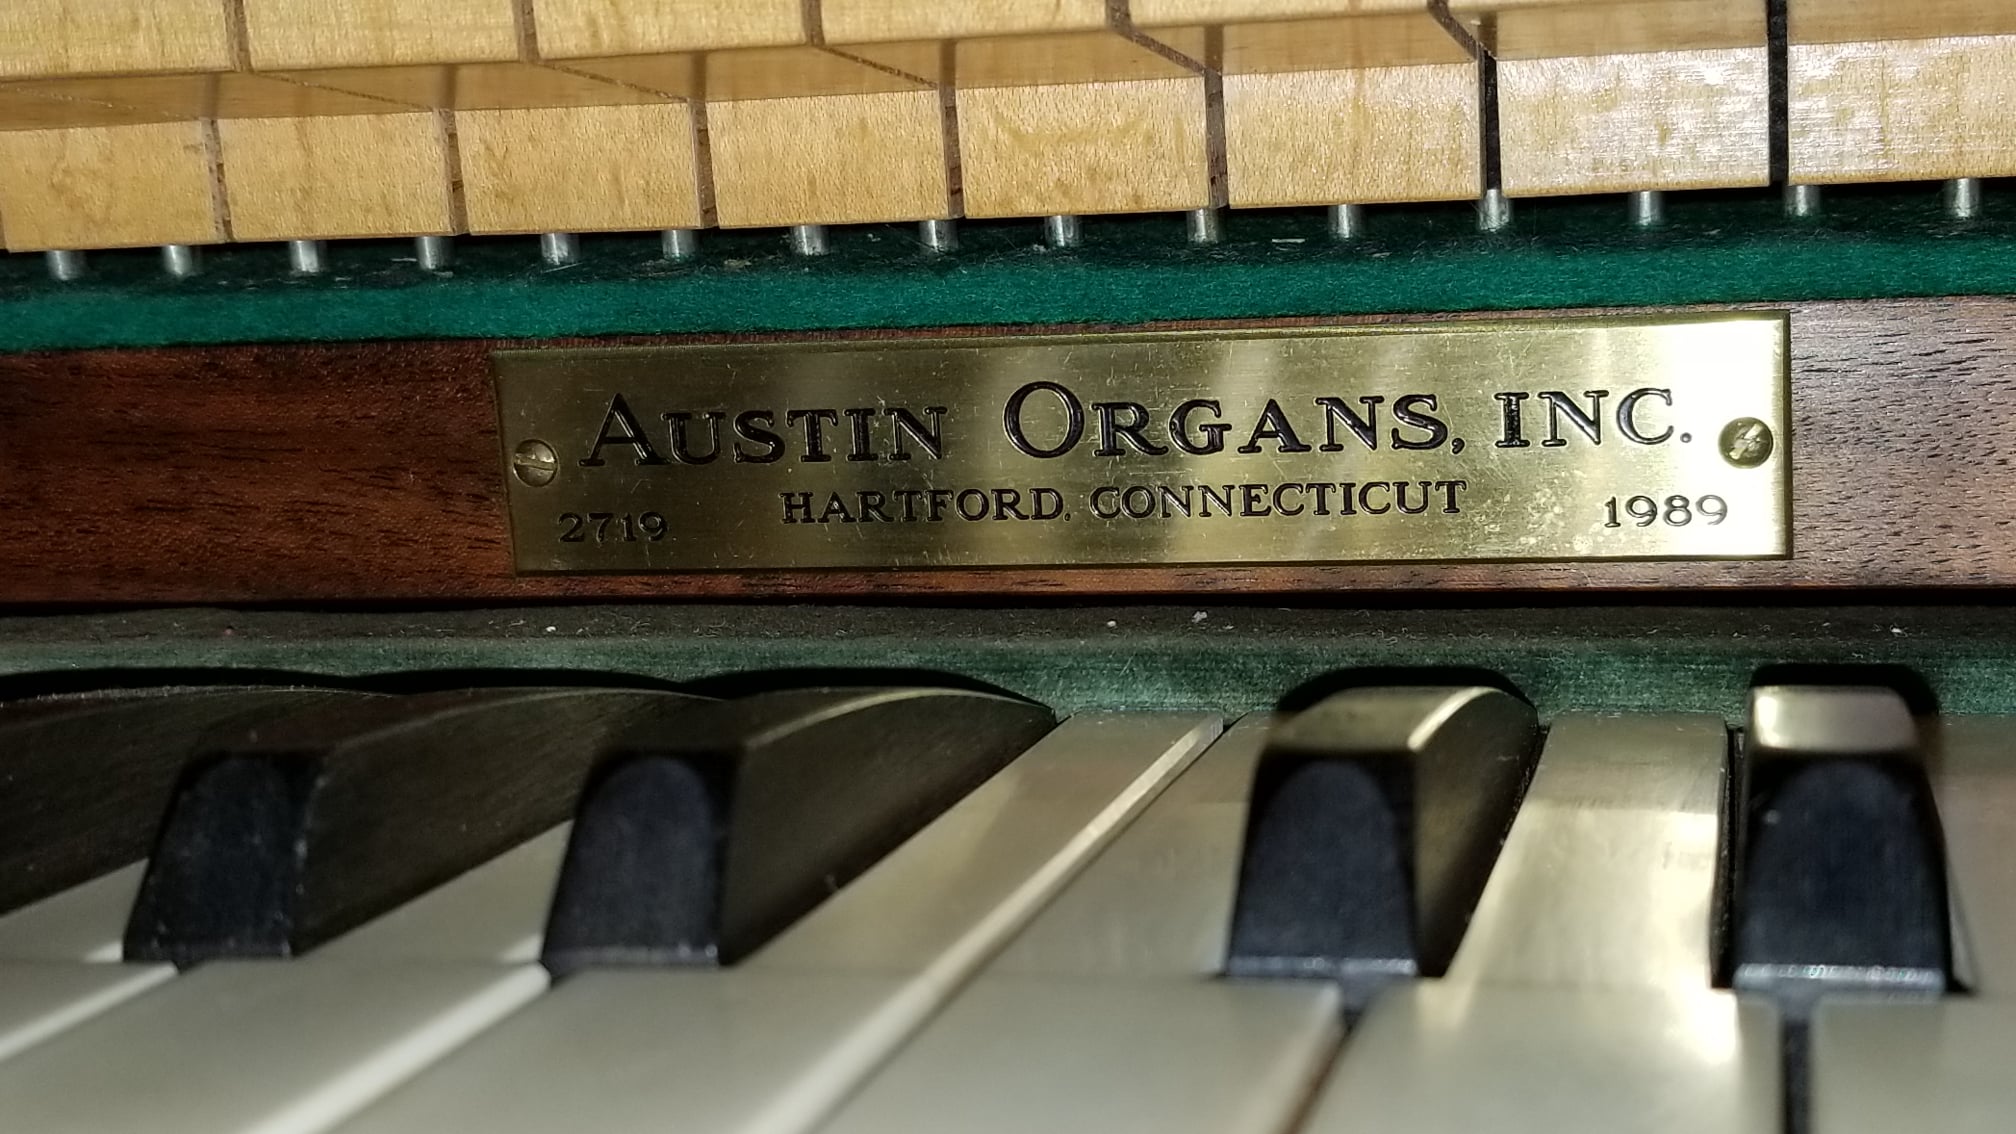 AUSTIN ORGANS, INC.
HARTFORD, CONNECTICUT
2719 1989